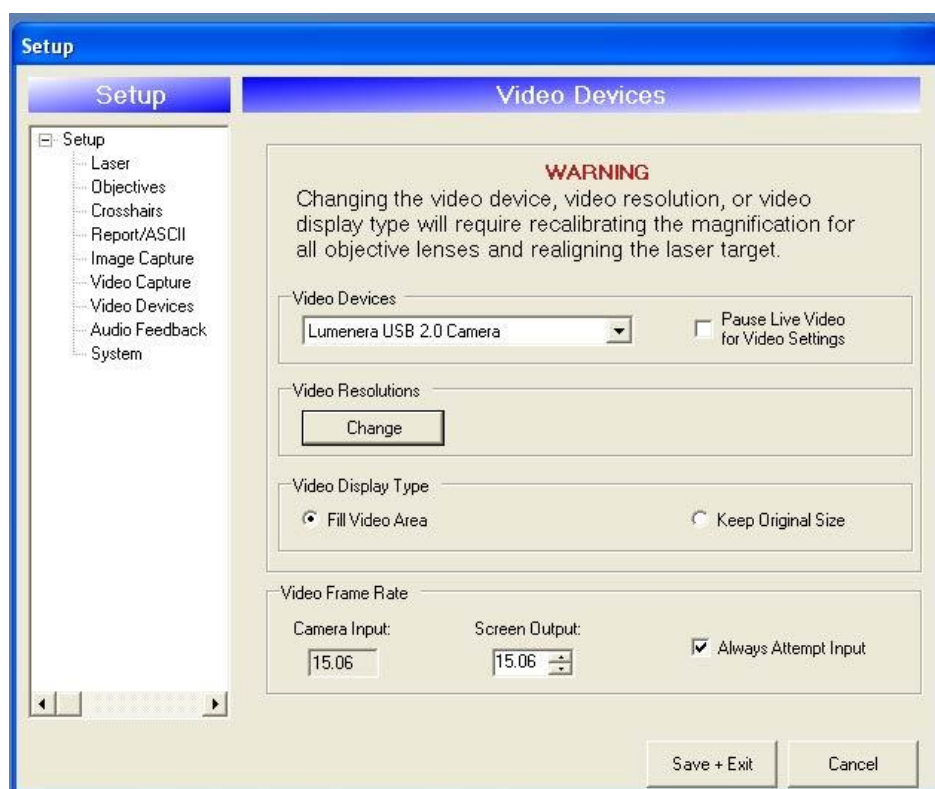 Setup
Setup
Video Devices
Setup
Laser
Objectives
Crosshairs
Report/ASCII
Image Capture
Video Capture
Video Devices
Audio Feedback
System
WARNING
Changing the video device, video resolution, or video
display type will require recalibrating the magnification for
all objective lenses and realigning the laser target.
Video Devices
Lumenera USB 2.0 Camera
Pause Live Video
for Video Settings
Video Resolutions
Change
Video Display Type
Fill Video Area
Keep Original Size
Video Frame Rate
Camera Input:
Screen Output:
15.06
15.06
Always Attempt Input
Save + Exit
Cancel